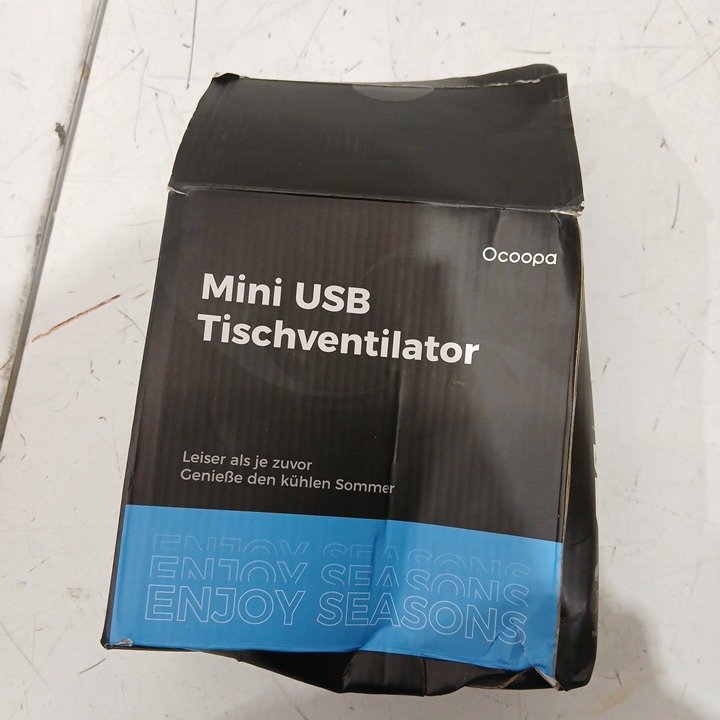 Ocoopa
Mini USB
Tischventilator
Leiser als je zuvor
Genieße den kühlen Sommer
ENJOY SEASONS
ENJOY SEASONS
ENJOY SEASONS